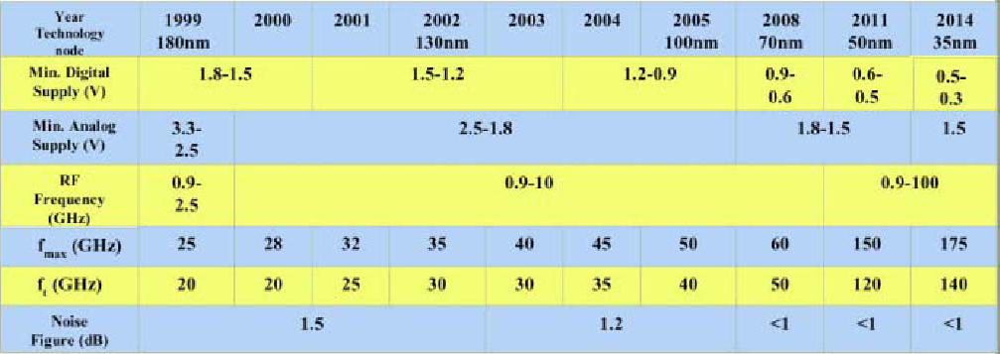 Year
Technology
node
1999
180nm
2000
2001
2002
130nm
2003
2004
2005
100nm
2008
70nm
2011
50nm
2014
35nm
Min. Digital
Supply (V)
1.8-1.5
1.5-1.2
1.2-0.9
0.9-
0.6
0.6-
0.5
0.5-
0.3
Min. Analog
Supply (V)
3.3-
2.5
2.5-1.8
1.8-1.5
1.5
RF
Frequency
(GHz)
0.9-
2.5
0.9-10
0.9-100
fmax (GHz)
25
28
32
35
40
45
50
60
150
175
ft (GHz)
20
20
25
30
30
35
40
50
120
140
Noise
Figure (dB)
1.5
1.2
<1
<1
<1